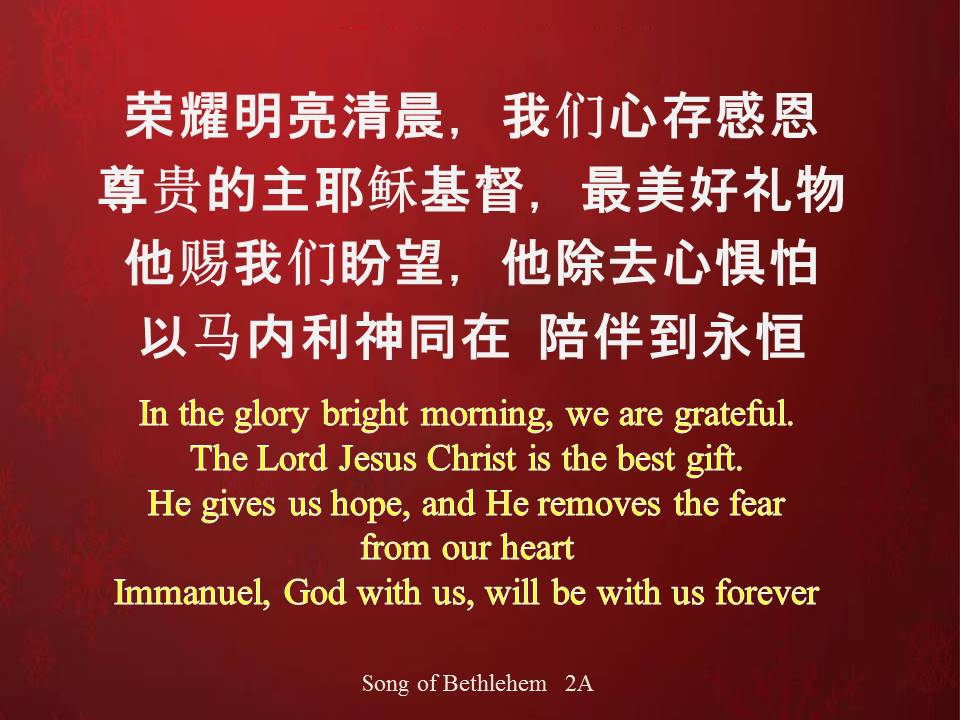 荣耀明亮清晨，我们心存感恩
尊贵的主耶稣基督，最美好礼物
他赐我们盼望，他除去心惧怕
以马内利神同在 陪伴到永恒
In the glory bright morning, we are grateful.
The Lord Jesus Christ is the best gift.
He gives us hope, and He removes the fear
from our heart
Immanuel, God with us, will be with us forever
Song of Bethlehem 2A